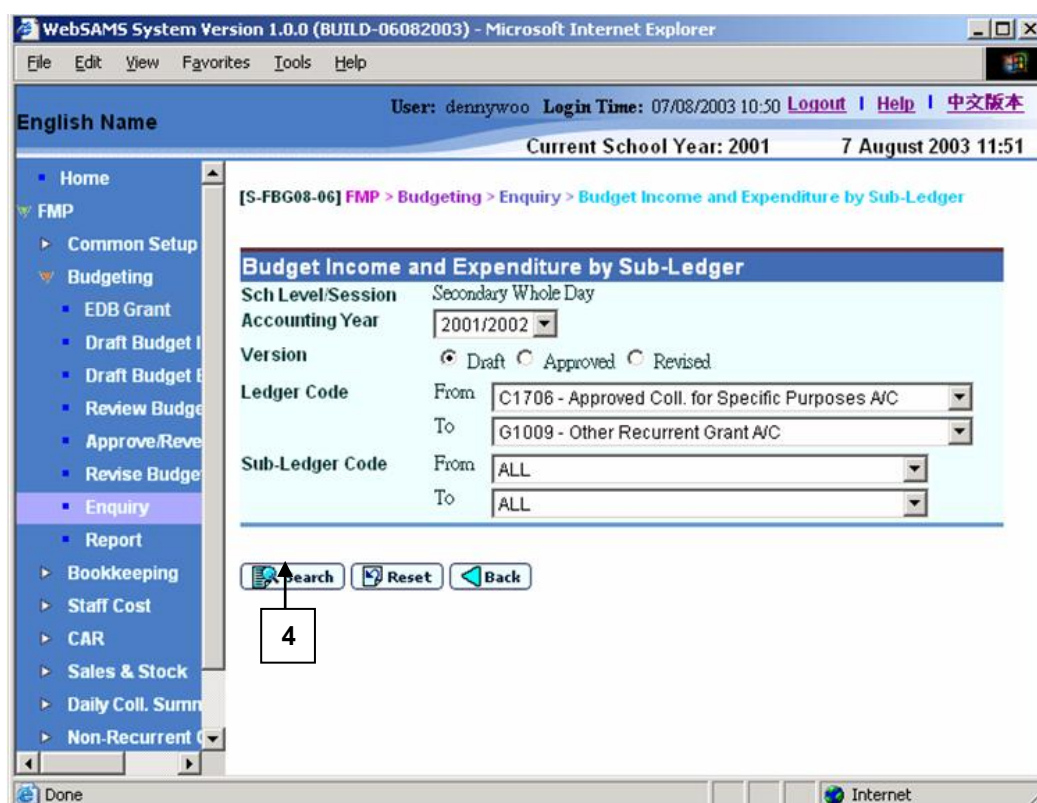 WebSAMS System Version 1.0.0 (BUILD-06082003) - Microsoft Internet Explorer
File Edit View Favorites Tools Help
User: dennywoo Login Time: 07/08/2003 10:50 Logout | Help | 中文版本
English Name
Current School Year: 2001 7 August 2003 11:51
Home
FMP
Common Setup
Budgeting
EDB Grant
Draft Budget I
Draft Budget E
Review Budge
Approve/Reve
Revise Budge
Enquiry
Report
Bookkeeping
Staff Cost
CAR
Sales & Stock
Daily Coll. Summ
Non-Recurrent
[S-FBG08-06] FMP > Budgeting > Enquiry > Budget Income and Expenditure by Sub-Ledger
Budget Income and Expenditure by Sub-Ledger
Sch Level/Session Secondary Whole Day
Accounting Year 2001/2002
Version Draft Approved Revised
Ledger Code From C1706 - Approved Coll. for Specific Purposes A/C
To G1009 - Other Recurrent Grant A/C
Sub-Ledger Code From ALL
To ALL
Search Reset Back
4
Done Internet